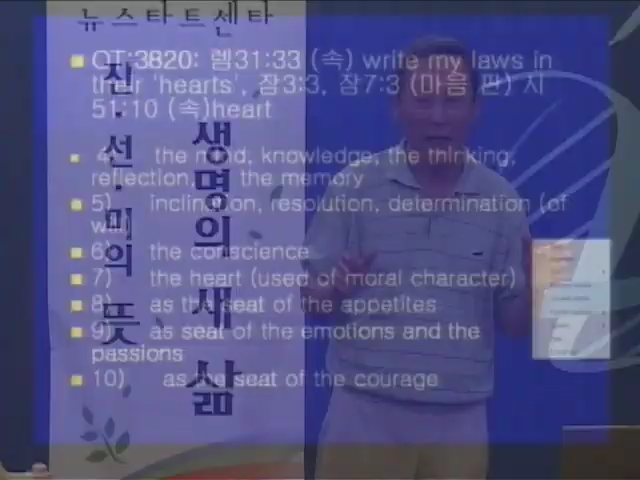 뉴스타트센타
진·선·미의 뜻
생명의 새 삶
OT:3820: 렘31:33 (속) write my laws in
their 'hearts', 잠3:3, 잠7:3 (마음 판) 시
51:10 (속)heart
4) the mind, knowledge, the thinking,
reflection, the memory
5) inclination, resolution, determination (of
will)
6) the conscience
7) the heart (used of moral character)
8) as the seat of the appetites
9) as seat of the emotions and the
passions
10) as the seat of the courage